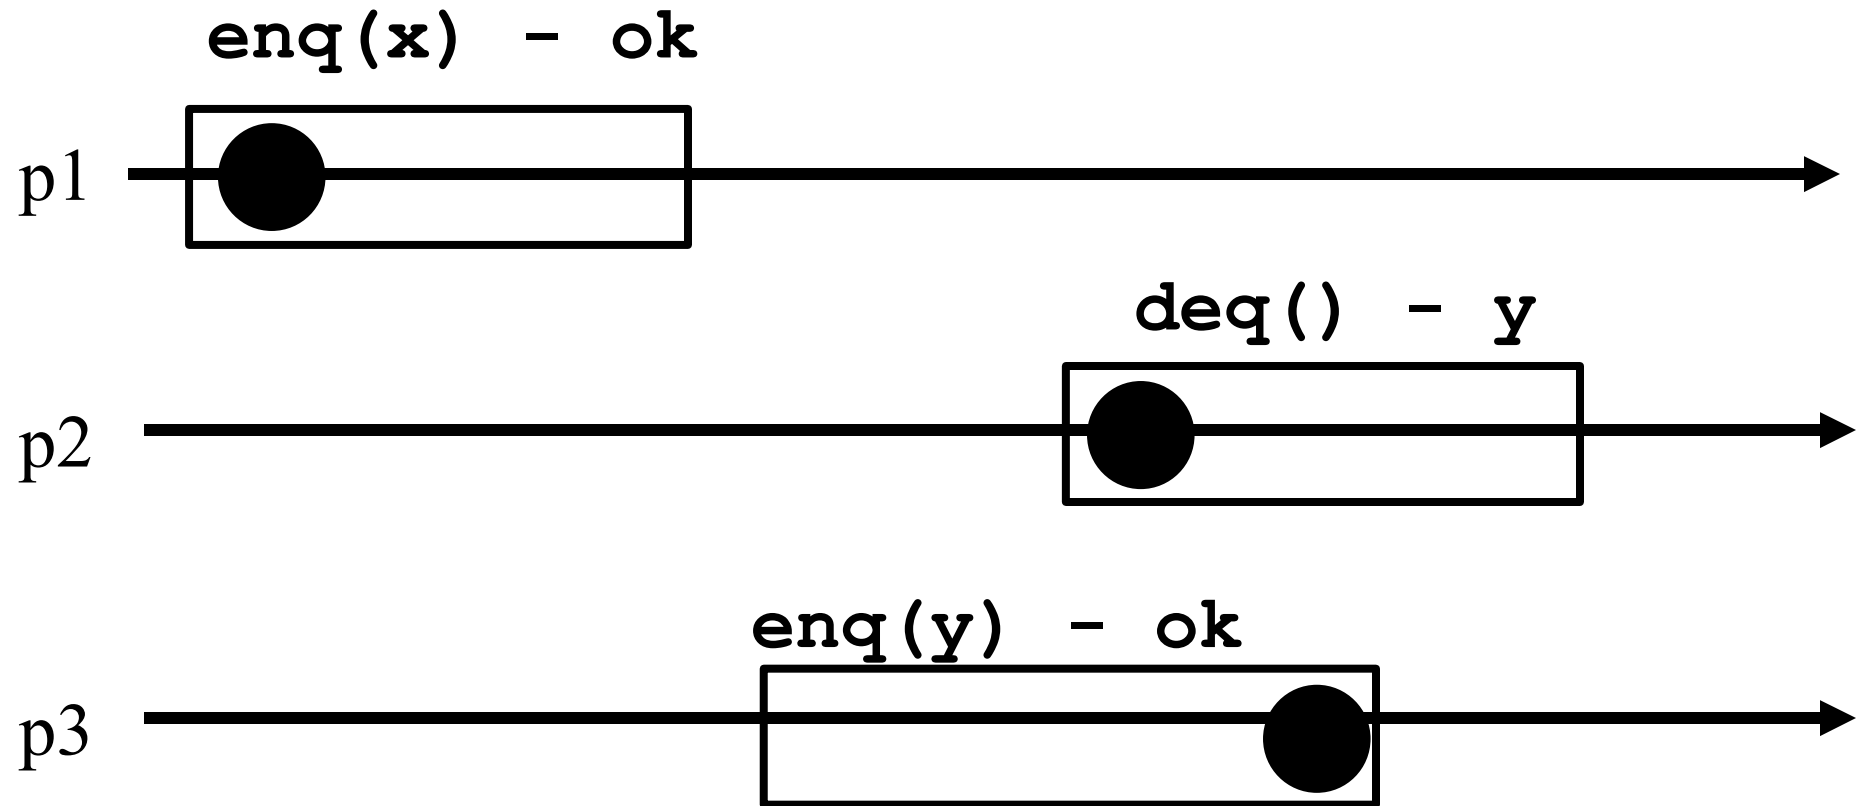 enq(x) - ok
p1
deq() - y
p2
enq(y) - ok
p3